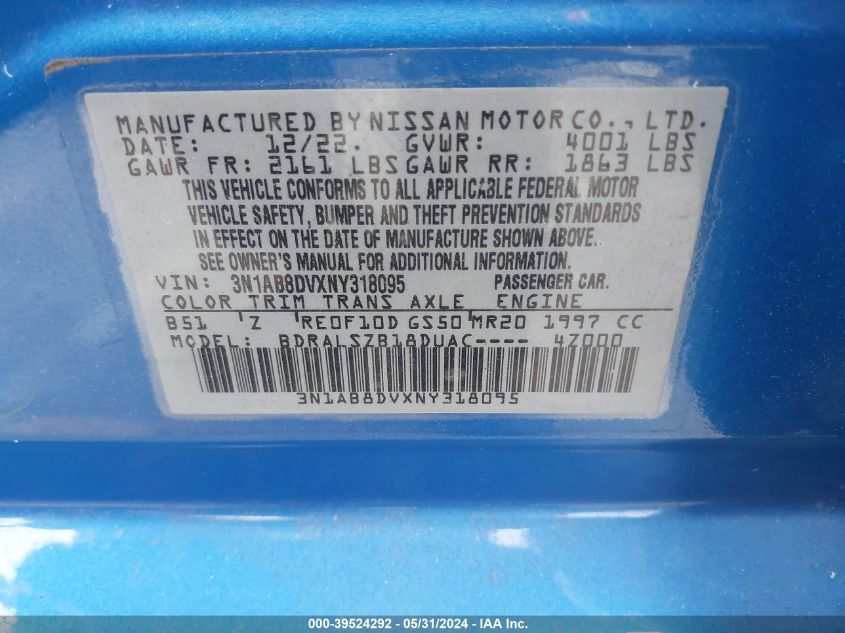 MANUFACTURED BY NISSAN MOTOR CO., LTD.
DATE: 12/22. GVWR: 4001 LBS
GAWR FR: 2161 LBS GAWR RR: 1863 LBS
THIS VEHICLE CONFORMS TO ALL APPLICABLE FEDERAL MOTOR
VEHICLE SAFETY, BUMPER AND THEFT PREVENTION STANDARDS
IN EFFECT ON THE DATE OF MANUFACTURE SHOWN ABOVE.
SEE OWNER'S MANUAL FOR ADDITIONAL INFORMATION.
VIN: 3N1AB8DVXNY318095 PASSENGER CAR.
COLOR TRIM TRANS AXLE ENGINE
B51 Z RE0F10D GS50 MR20 1997 CC
MODEL: BDRALSZB18DUAC---- 4Z000
3N1AB8DVXNY318095
000-39524292 - 05/31/2024 - IAA Inc.